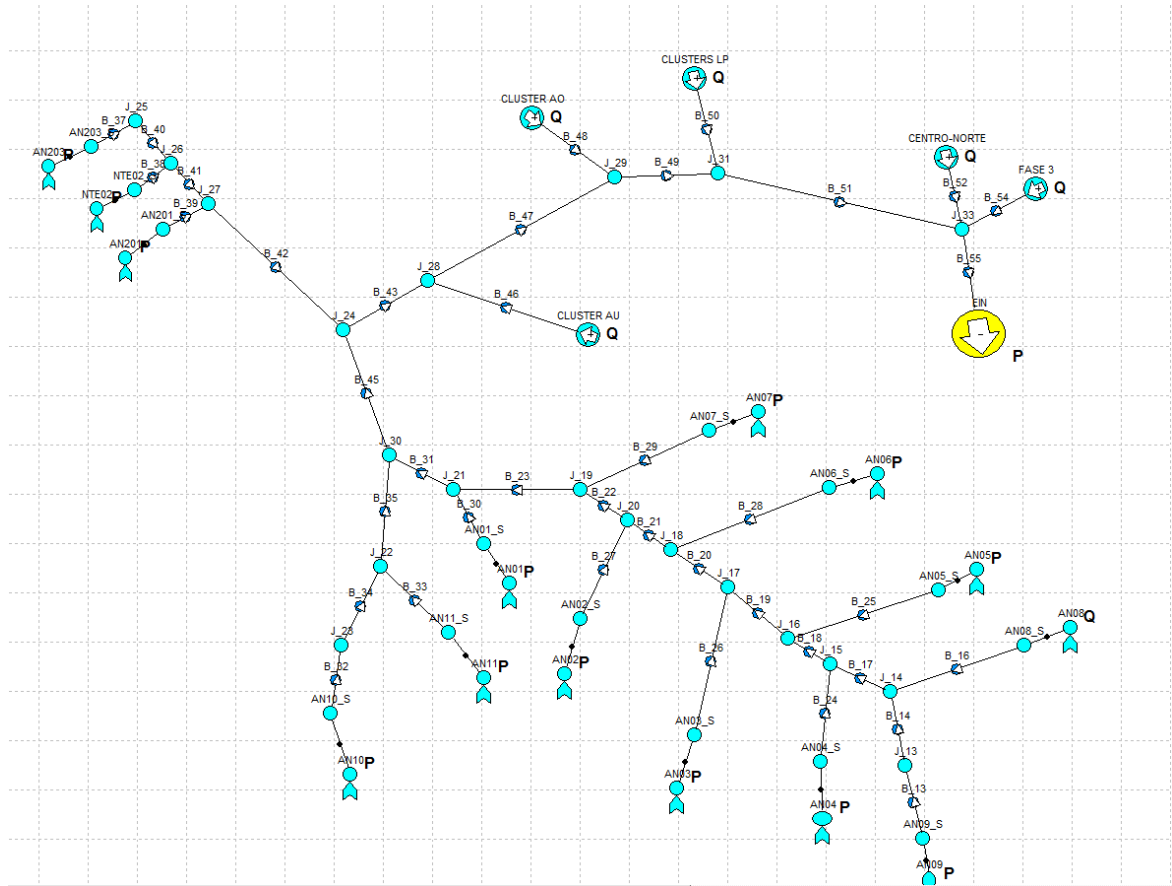 CLUSTERS LP
Q
CLUSTER AO
Q
J_25
B_37
B_40
B_50
AN203_S
J_26
B_48
CENTRO-NORTE
Q
AN203
P
B_38
B_41
J_29
B_49
J_31
FASE 3
Q
NTE02
J_27
B_52
B_51
B_54
NTE02
P
B_39
AN201_S
J_33
AN201
P
B_47
B_42
J_28
B_55
B_43
B_46
EIN
J_24
CLUSTER AU
Q
P
B_45
AN07
P
AN07_S
J_30
B_29
B_31
J_21
B_23
J_19
AN06
P
AN06_S
B_22
B_35
B_30
J_20
B_28
AN01_S
B_21
J_18
J_22
AN01
P
B_27
B_20
AN05
P
J_17
AN05_S
B_34
B_33
B_19
B_25
AN02_S
AN11_S
J_16
AN08
Q
J_23
B_18
AN08_S
B_32
AN11
P
AN02
P
B_26
J_15
B_17
B_16
AN10_S
J_14
B_24
AN03_S
B_14
AN10
P
AN04_S
J_13
AN03
P
B_13
AN04
P
AN09_S
AN09
P